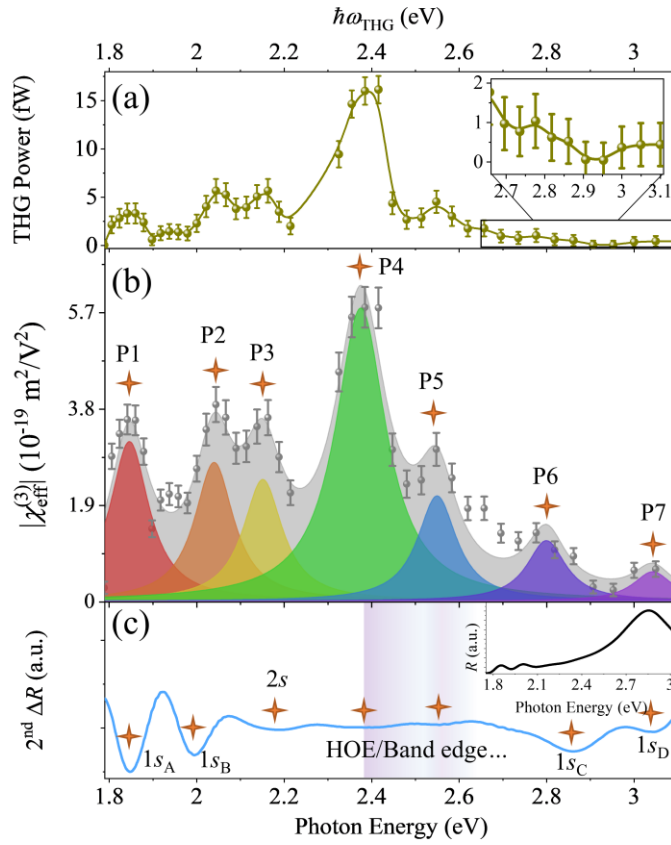 ℏω_THG (eV)
1.8 2 2.2 2.4 2.6 2.8 3
(a)
THG Power (fW)
15
10
5
0
2
1
0
2.7 2.8 2.9 3 3.1
(b)
|χ_eff^(3)| (10^-19 m²/V²)
5.7
3.8
1.9
0
P1
P2
P3
P4
P5
P6
P7
(c)
2nd ΔR (a.u.)
2s
1s_A
1s_B
HOE/Band edge...
1s_C
1s_D
R (a.u.)
1.8 2.1 2.4 2.7 3
Photon Energy (eV)
1.8 2 2.2 2.4 2.6 2.8 3
Photon Energy (eV)